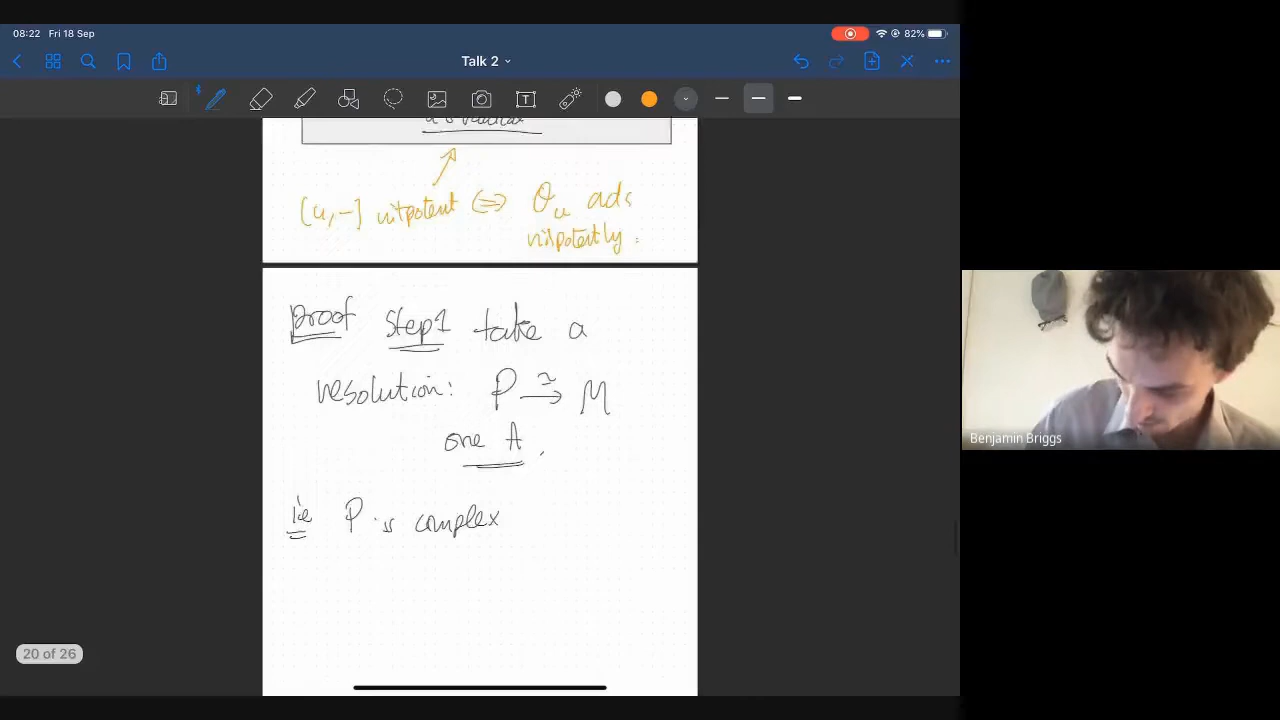 08:22 Fri 18 Sep
82%
Talk 2
[u,-] nilpotent ⟺ θ_u acts
nilpotently.
proof step 1 take a
resolution: P ≃→ M
one A.
ie P is complex
20 of 26
Benjamin Briggs